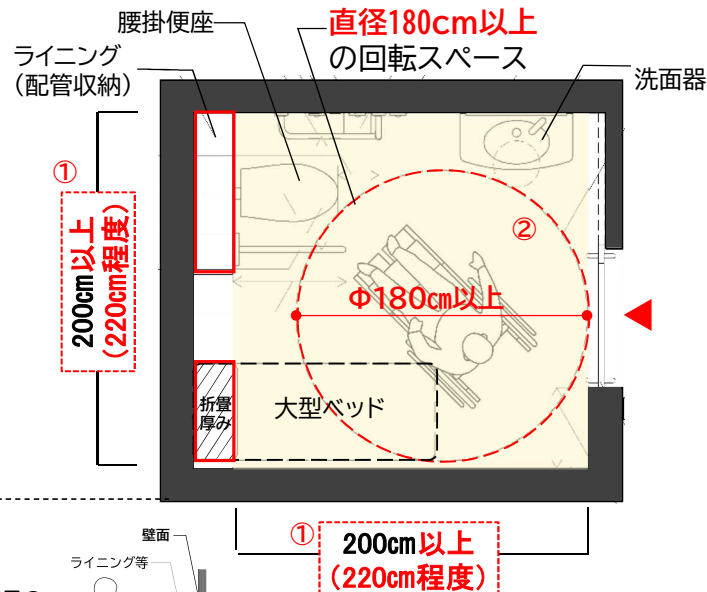 腰掛便座
直径180cm以上
の回転スペース
ライニング
（配管収納）
洗面器
①
200cm以上
（220cm程度）
②
Φ180㎝以上
折畳
厚み
大型ベッド
①
200cm以上
（220cm程度）
壁面
ライニング等